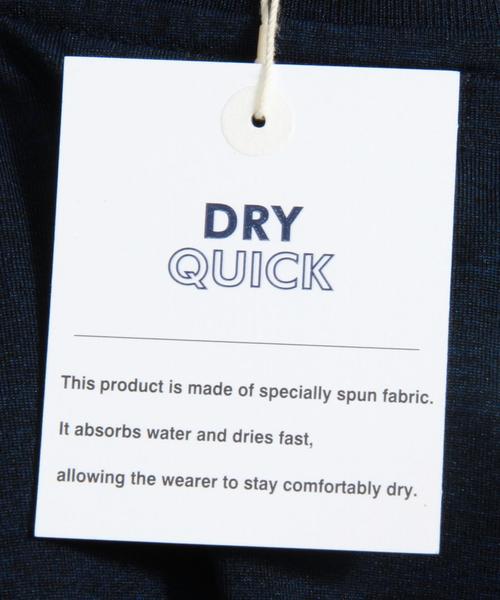 DRY
QUICK
This product is made of specially spun fabric.
It absorbs water and dries fast,
allowing the wearer to stay comfortably dry.